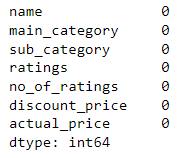 name 0
main_category 0
sub_category 0
ratings 0
no_of_ratings 0
discount_price 0
actual_price 0
dtype: int64